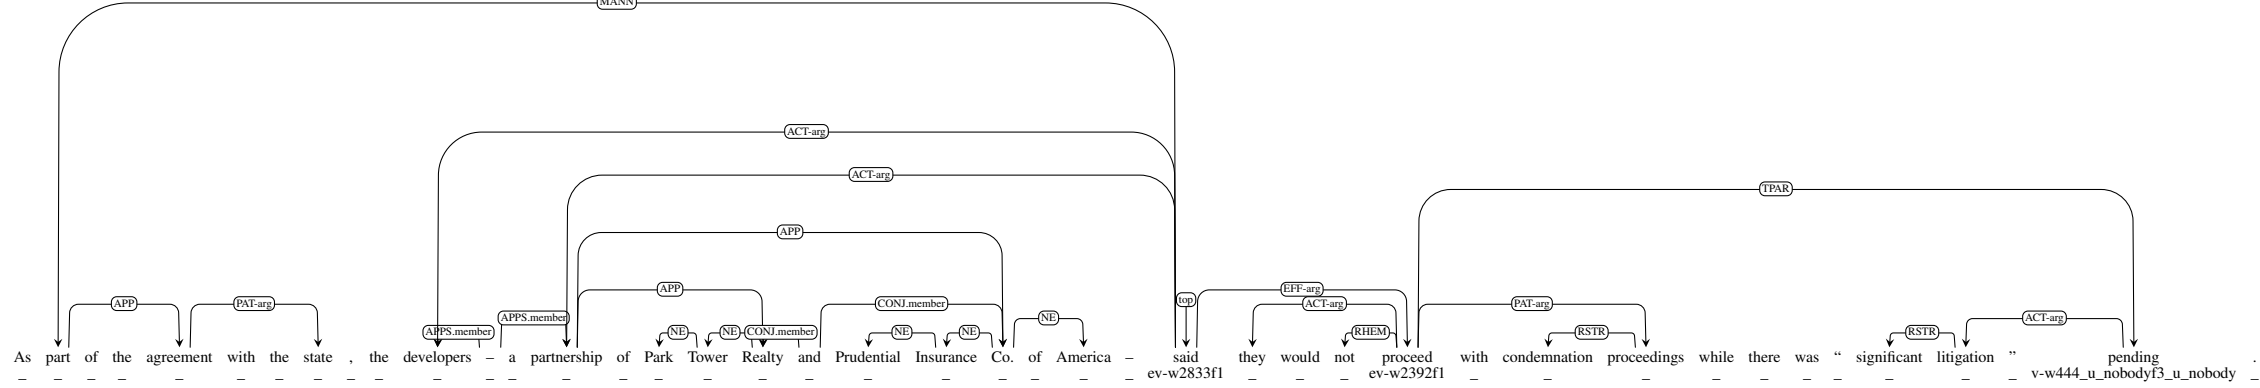 MANN
ACT-arg
ACT-arg
TPAR
APP
APP EFF-arg
top
APP PAT-arg CONJ.member ACT-arg PAT-arg
APPS.member NE ACT-arg
APPS.member NE NE CONJ.member NE NE RHEM RSTR RSTR
As part of the agreement with the state , the developers – a partnership of Park Tower Realty and Prudential Insurance Co. of America – said they would not proceed with condemnation proceedings while there was “ significant litigation ” pending .
_ _ _ _ _ _ _ _ _ _ _ _ _ _ _ _ _ _ _ _ _ _ _ _ _ ev-w2833f1 _ _ _ ev-w2392f1 _ _ _ _ _ _ _ _ _ _ v-w444_u_nobodyf3_u_nobody _